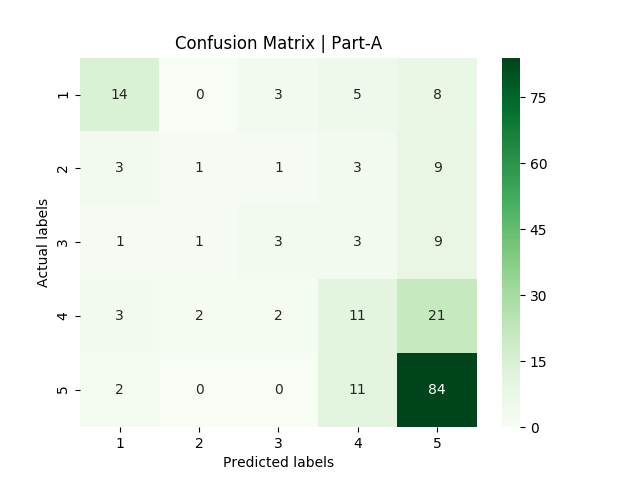 Confusion Matrix | Part-A
Actual labels
1 14 0 3 5 8
2 3 1 1 3 9
3 1 1 3 3 9
4 3 2 2 11 21
5 2 0 0 11 84
1 2 3 4 5
Predicted labels
75
60
45
30
15
0